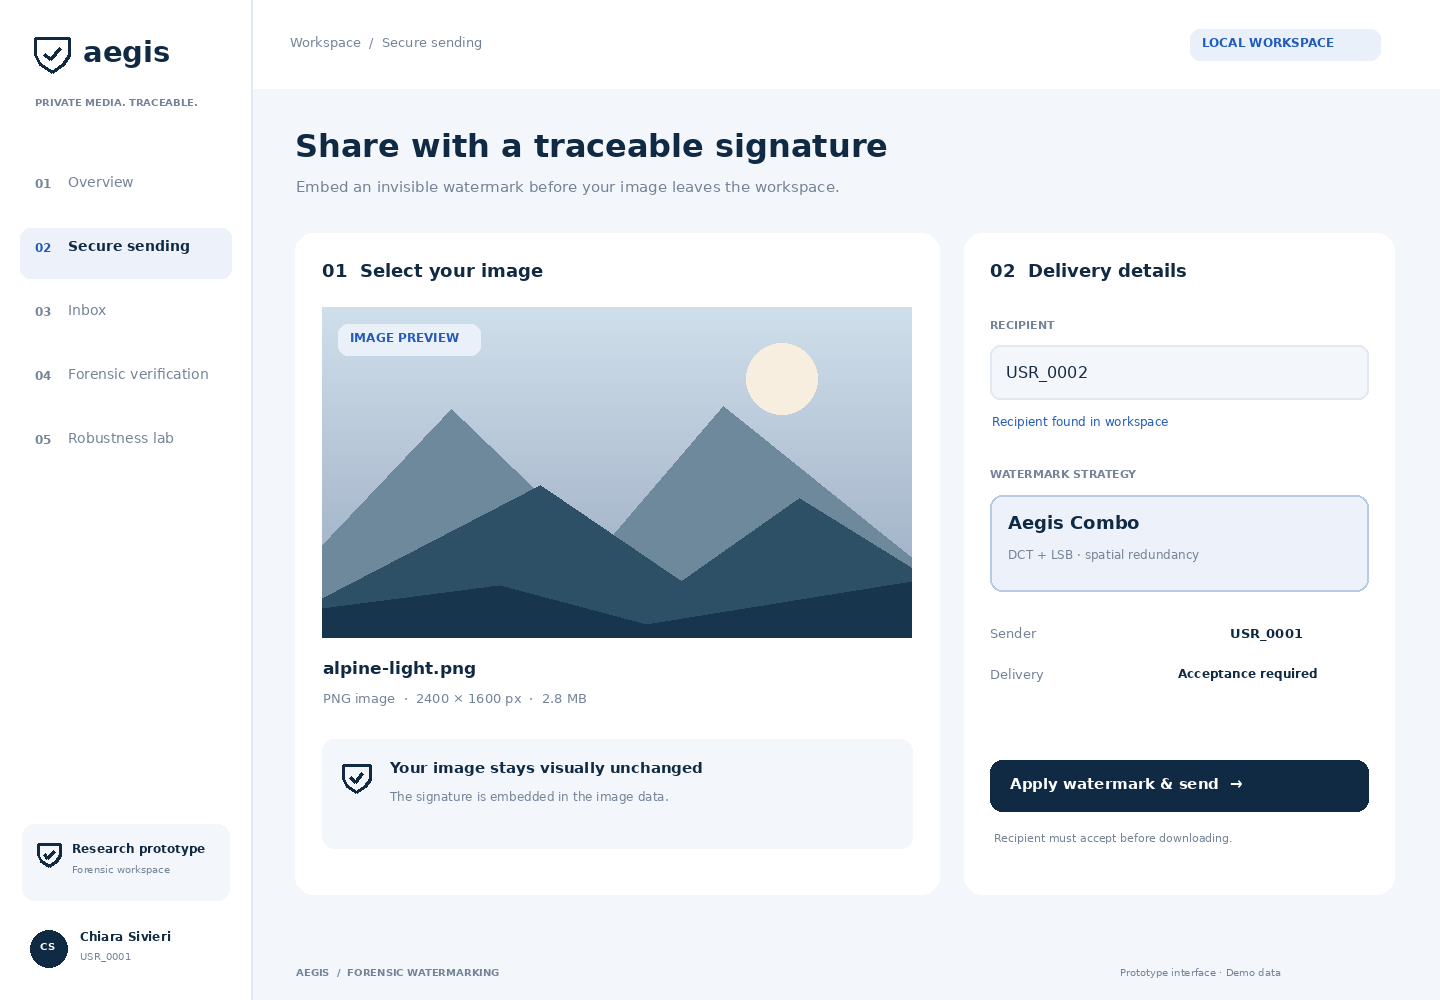 aegis
PRIVATE MEDIA. TRACEABLE.
01 Overview
02 Secure sending
03 Inbox
04 Forensic verification
05 Robustness lab
Research prototype
Forensic workspace
CS
Chiara Sivieri
USR_0001
Workspace / Secure sending
LOCAL WORKSPACE
Share with a traceable signature
Embed an invisible watermark before your image leaves the workspace.
01 Select your image
IMAGE PREVIEW
alpine-light.png
PNG image · 2400 × 1600 px · 2.8 MB
Your image stays visually unchanged
The signature is embedded in the image data.
02 Delivery details
RECIPIENT
USR_0002
Recipient found in workspace
WATERMARK STRATEGY
Aegis Combo
DCT + LSB · spatial redundancy
Sender USR_0001
Delivery Acceptance required
Apply watermark & send →
Recipient must accept before downloading.
AEGIS / FORENSIC WATERMARKING
Prototype interface · Demo data